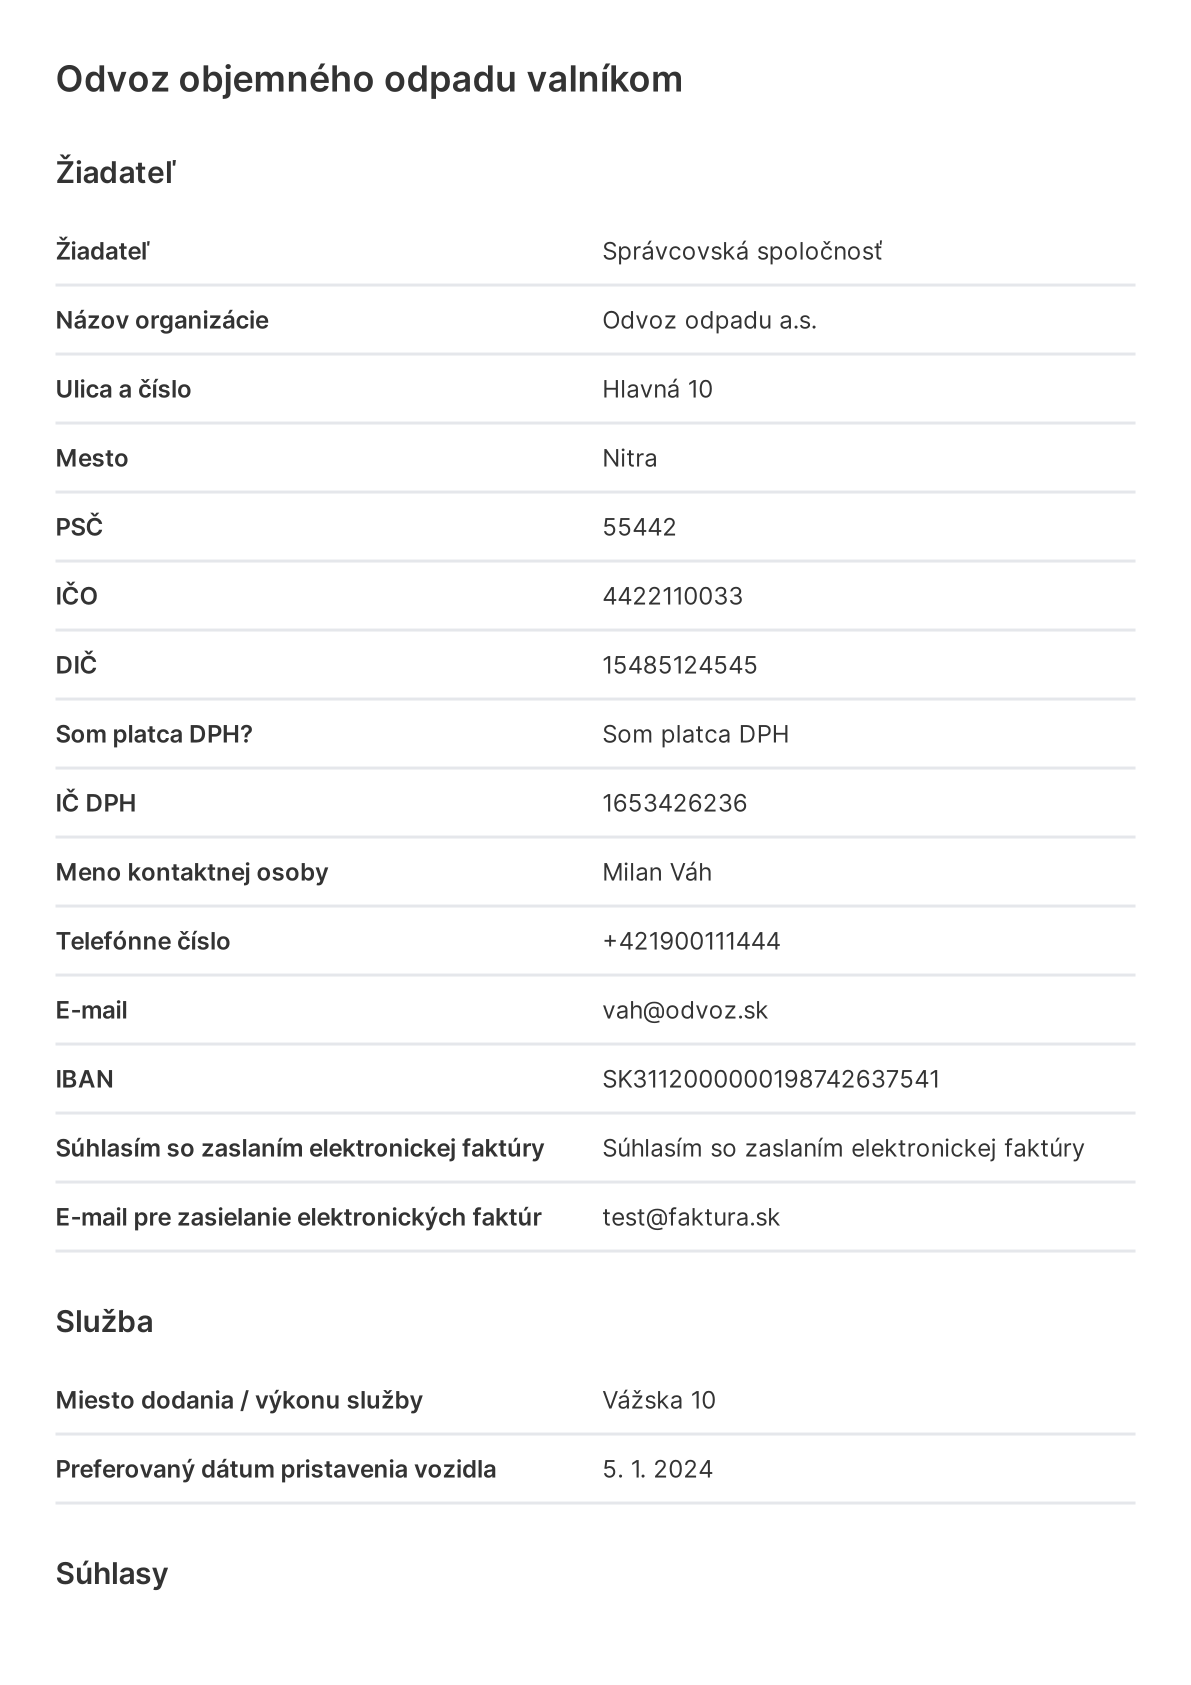 Odvoz objemného odpadu valníkom
Žiadateľ
Žiadateľ Správcovská spoločnosť
Názov organizácie Odvoz odpadu a.s.
Ulica a číslo Hlavná 10
Mesto Nitra
PSČ 55442
IČO 4422110033
DIČ 15485124545
Som platca DPH? Som platca DPH
IČ DPH 1653426236
Meno kontaktnej osoby Milan Váh
Telefónne číslo +421900111444
E-mail vah@odvoz.sk
IBAN SK3112000000198742637541
Súhlasím so zaslaním elektronickej faktúry Súhlasím so zaslaním elektronickej faktúry
E-mail pre zasielanie elektronických faktúr test@faktura.sk
Služba
Miesto dodania / výkonu služby Vážska 10
Preferovaný dátum pristavenia vozidla 5. 1. 2024
Súhlasy